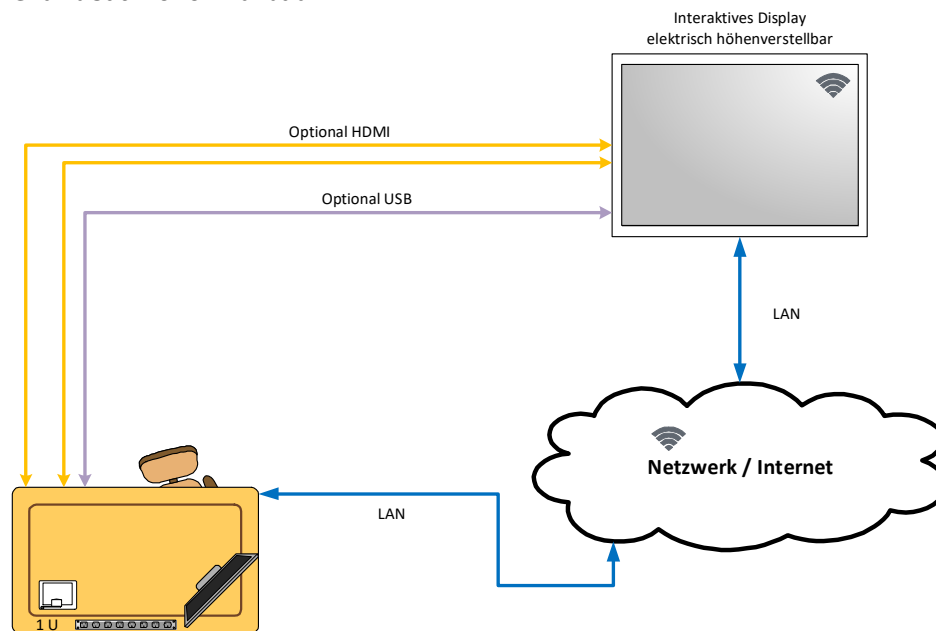 Interaktives Display
elektrisch höhenverstellbar
Optional HDMI
Optional USB
LAN
Netzwerk / Internet
LAN
1 U